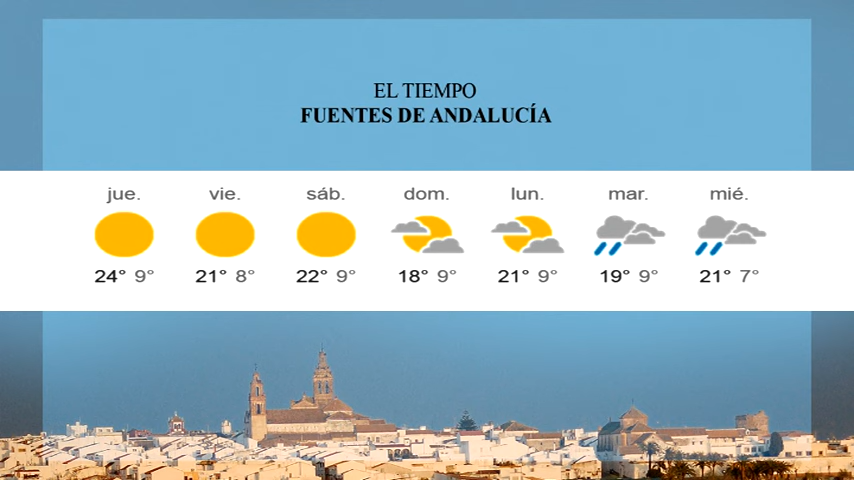 EL TIEMPO
FUENTES DE ANDALUCÍA
jue. vie. sáb. dom. lun. mar. mié.
24° 9° 21° 8° 22° 9° 18° 9° 21° 9° 19° 9° 21° 7°